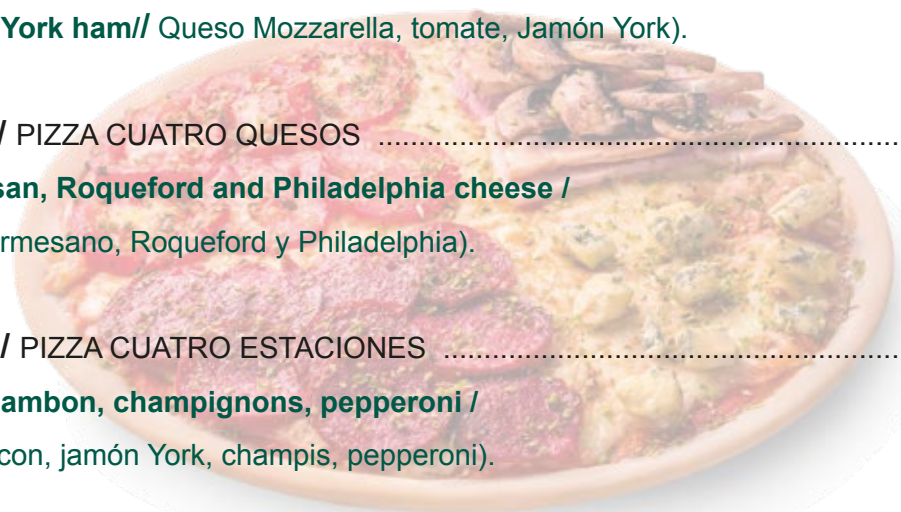 York ham// Queso Mozzarella, tomate, Jamón York).
/ PIZZA CUATRO QUESOS ................................................................
san, Roqueford and Philadelphia cheese /
rmesano, Roqueford y Philadelphia).
/ PIZZA CUATRO ESTACIONES ........................................................
ambon, champignons, pepperoni /
con, jamón York, champis, pepperoni).